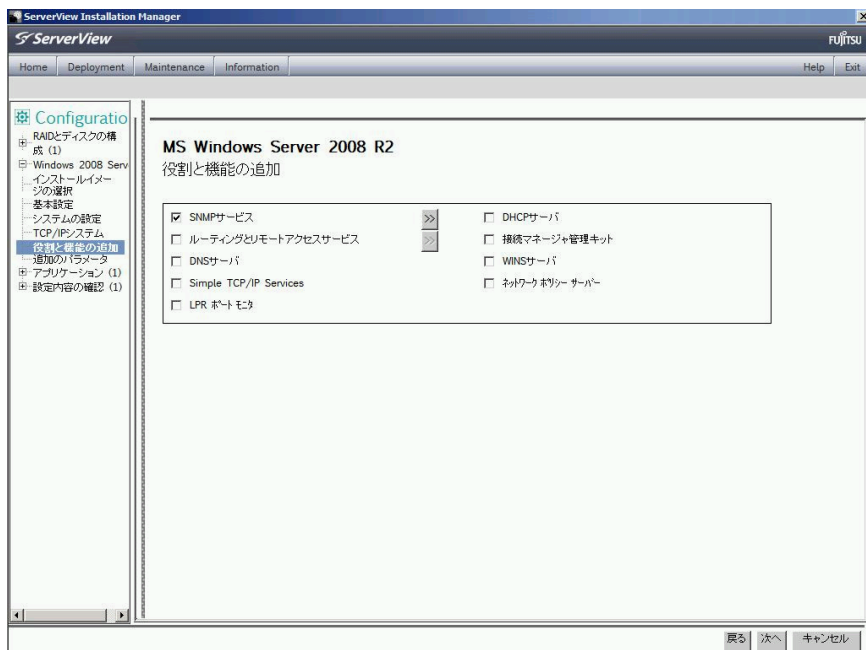 ServerView Installation Manager
ServerView
FUJITSU
Home Deployment Maintenance Information Help Exit
Configuratio
RAIDとディスクの構
成 (1)
Windows 2008 Serv
インストールイメー
ジの選択
基本設定
システムの設定
TCP/IPシステム
役割と機能の追加
追加のパラメータ
アプリケーション (1)
設定内容の確認 (1)
MS Windows Server 2008 R2
役割と機能の追加
SNMPサービス >> DHCPサーバ
ルーティングとリモートアクセスサービス >> 接続マネージャ管理キット
DNSサーバ WINSサーバ
Simple TCP/IP Services ネットワーク ポリシー サーバー
LPR ポート モニタ
戻る 次へ キャンセル